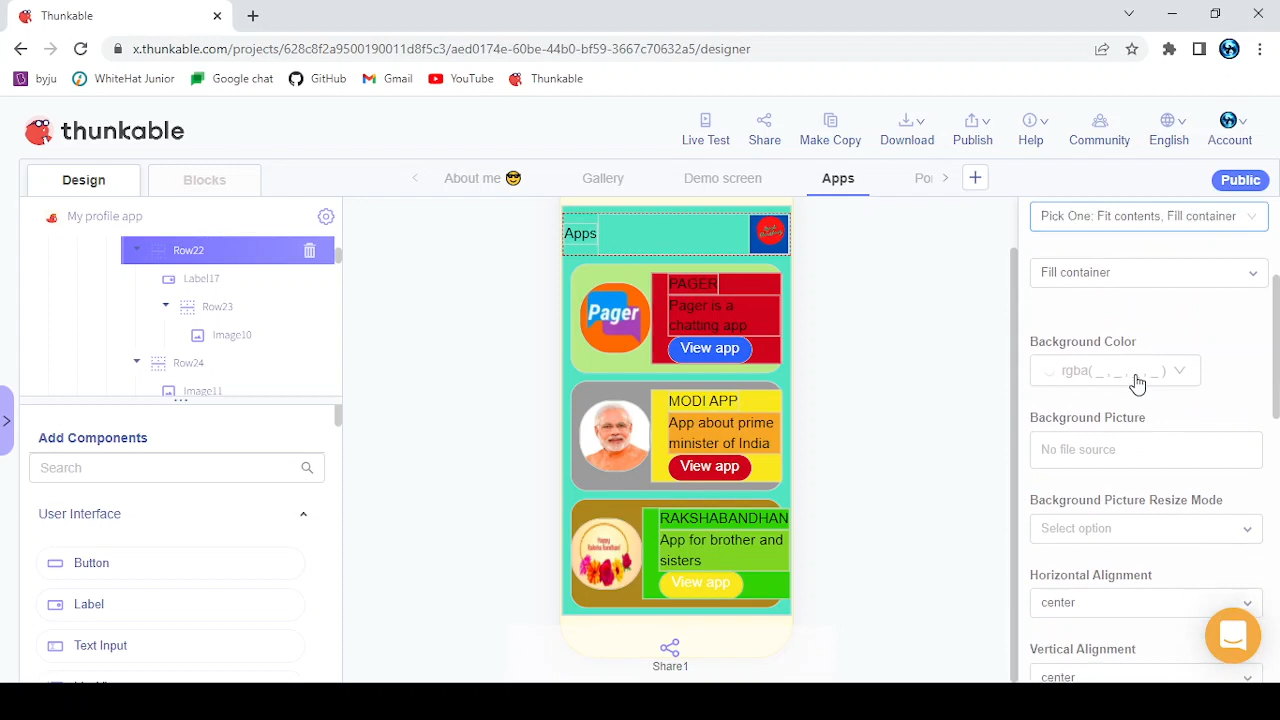 Thunkable
x.thunkable.com/projects/628c8f2a9500190011d8f5c3/aed0174e-60be-44b0-bf59-3667c70632a5/designer
byju WhiteHat Junior Google chat GitHub Gmail YouTube Thunkable
thunkable
Live Test Share Make Copy Download Publish Help Community English Account
Design Blocks About me 😎 Gallery Demo screen Apps Public
My profile app
Row22
Label17
Row23
Image10
Row24
Image11
Add Components
Search
User Interface
Button
Label
Text Input
Apps
Pager
PAGER
Pager is a
chatting app
View app
MODI APP
App about prime
minister of India
View app
Happy
Raksha Bandhan
RAKSHABANDHAN
App for brother and
sisters
View app
Share1
Pick One: Fit contents, Fill container
Fill container
Background Color
rgba( _ , _ , _ , _ )
Background Picture
No file source
Background Picture Resize Mode
Select option
Horizontal Alignment
center
Vertical Alignment
center